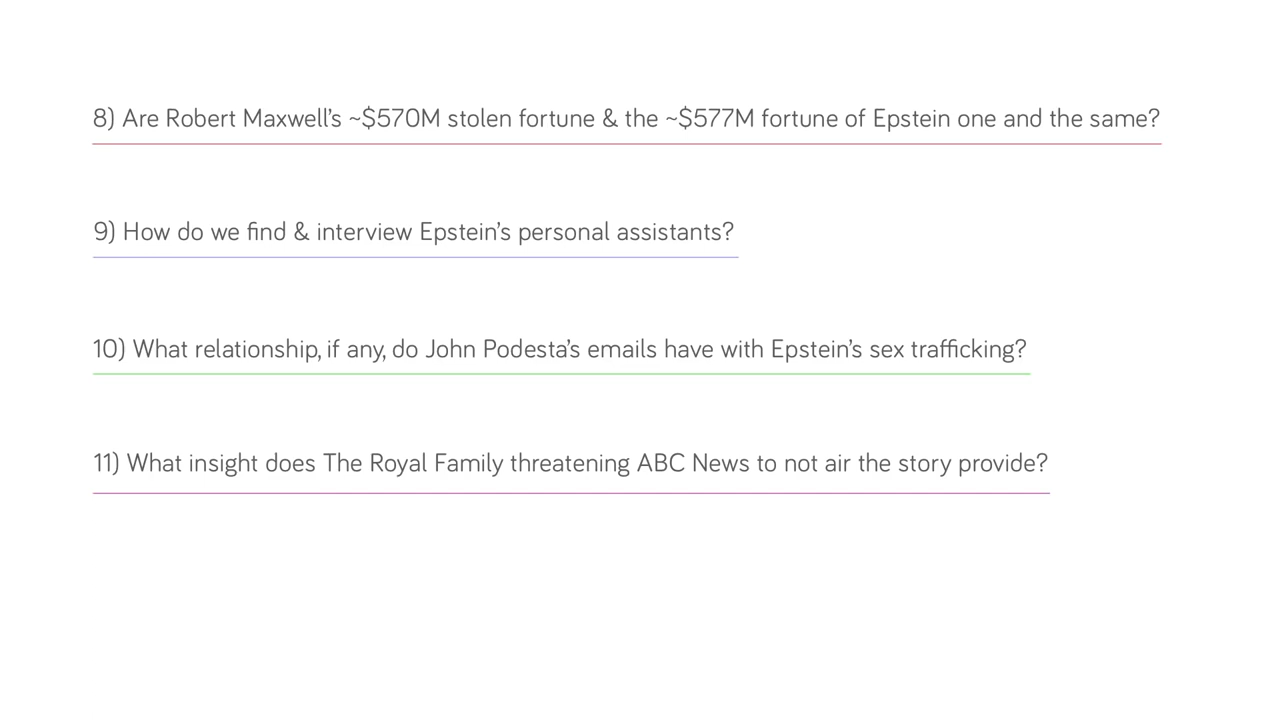 8) Are Robert Maxwell's ~$570M stolen fortune & the ~$577M fortune of Epstein one and the same?
9) How do we find & interview Epstein's personal assistants?
10) What relationship, if any, do John Podesta's emails have with Epstein's sex trafficking?
11) What insight does The Royal Family threatening ABC News to not air the story provide?